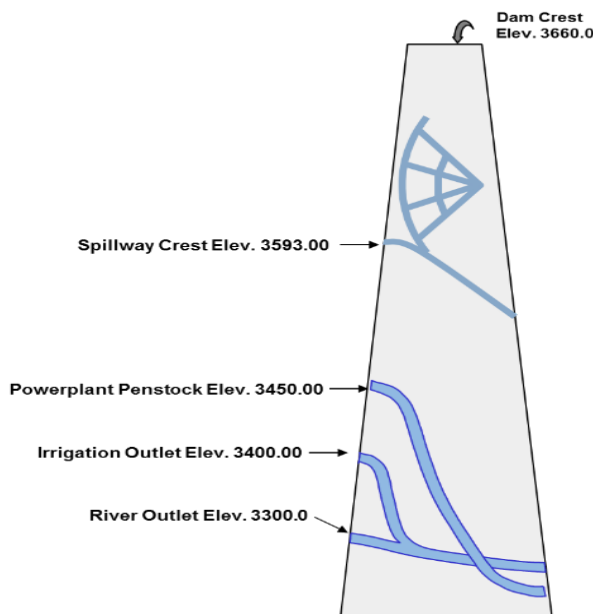 Dam Crest
Elev. 3660.0
Spillway Crest Elev. 3593.00
Powerplant Penstock Elev. 3450.00
Irrigation Outlet Elev. 3400.00
River Outlet Elev. 3300.0